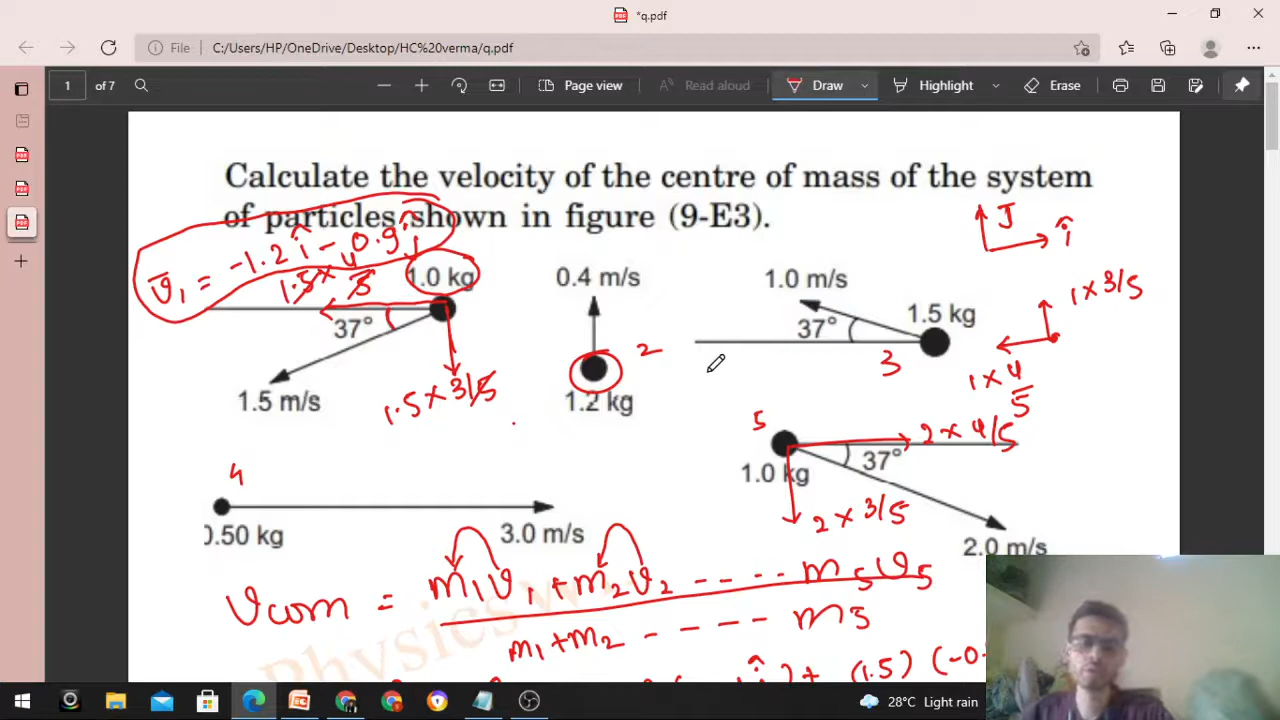 *q.pdf
File C:/Users/HP/OneDrive/Desktop/HC%20verma/q.pdf
1 of 7 Page view Read aloud Draw Highlight Erase
Calculate the velocity of the centre of mass of the system
of particles shown in figure (9-E3).
J
î
v̄₁ = -1.2 î - 0.9 ĵ
1.5 × 4/5
1.0 kg
37°
1.5 m/s
1.5 × 3/5
0.4 m/s
2
1.2 kg
1.0 m/s
37°
1.5 kg
3
1 × 3/5
1 × 4/5
4
0.50 kg
3.0 m/s
5
1.0 kg
37°
2 × 4/5
2 × 3/5
2.0 m/s
Vcom = m₁v₁ + m₂v₂ ---- m₅v₅
m₁+m₂ ----- m₅
î) + (1.5) (-0.
28°C Light rain